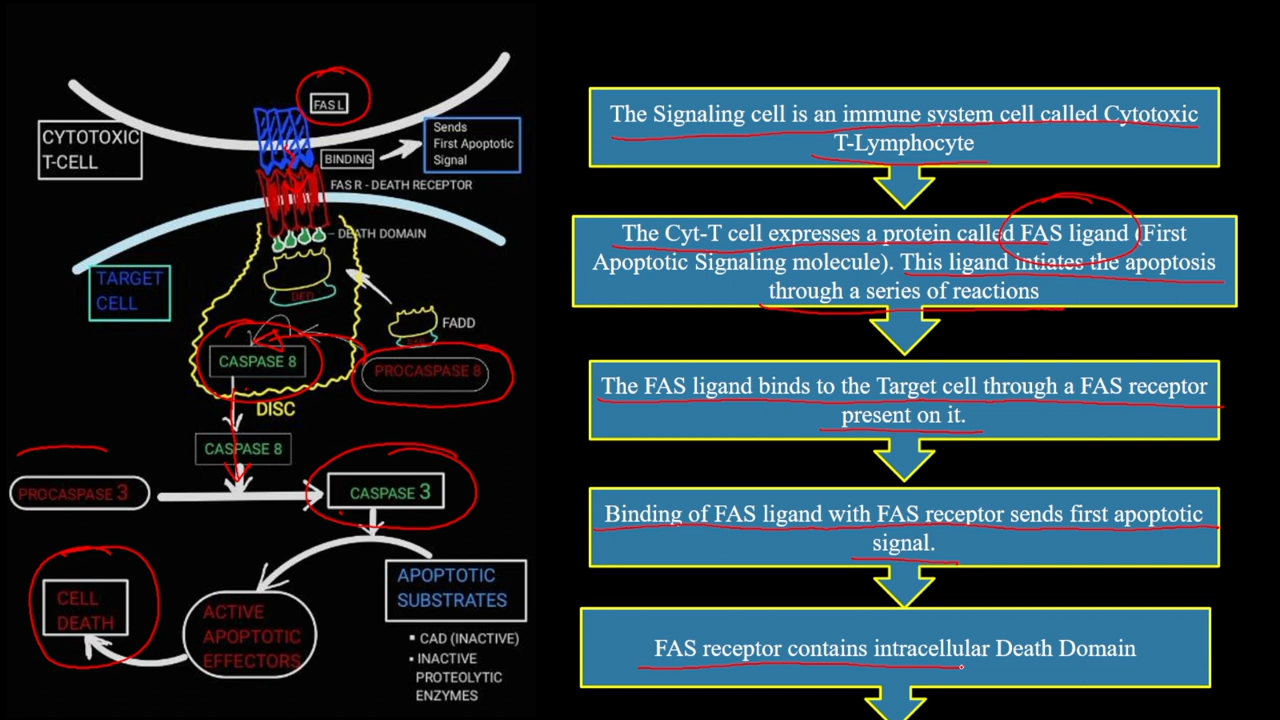 FAS L
CYTOTOXIC
T-CELL
BINDING
Sends
First Apoptotic
Signal
FAS R - DEATH RECEPTOR
DEATH DOMAIN
TARGET
CELL
DED
FADD
CASPASE 8
PROCASPASE 8
DISC
CASPASE 8
PROCASPASE 3
CASPASE 3
CELL
DEATH
ACTIVE
APOPTOTIC
EFFECTORS
APOPTOTIC
SUBSTRATES
▪ CAD (INACTIVE)
▪ INACTIVE
PROTEOLYTIC
ENZYMES
The Signaling cell is an immune system cell called Cytotoxic
T-Lymphocyte
The Cyt-T cell expresses a protein called FAS ligand (First
Apoptotic Signaling molecule). This ligand intiates the apoptosis
through a series of reactions
The FAS ligand binds to the Target cell through a FAS receptor
present on it.
Binding of FAS ligand with FAS receptor sends first apoptotic
signal.
FAS receptor contains intracellular Death Domain